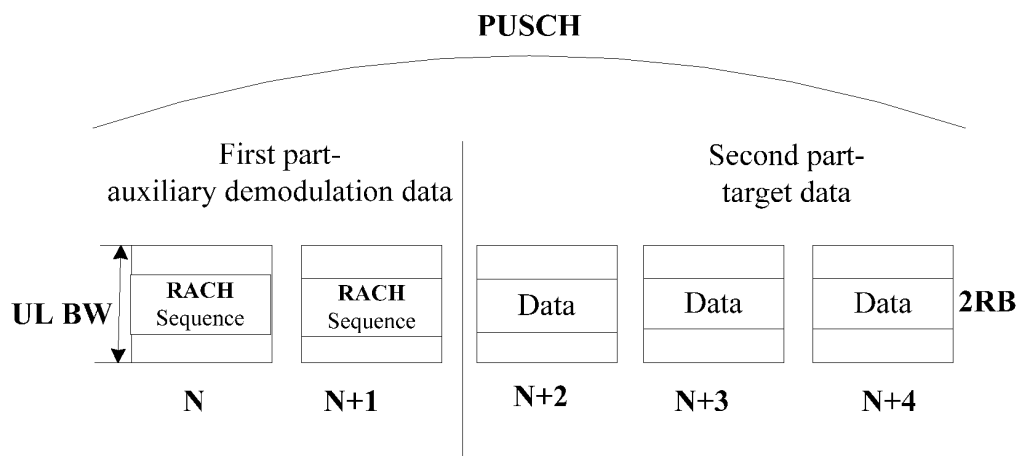 PUSCH
First part-
auxiliary demodulation data
Second part-
target data
UL BW
RACH
Sequence
RACH
Sequence
Data
Data
Data
2RB
N
N+1
N+2
N+3
N+4